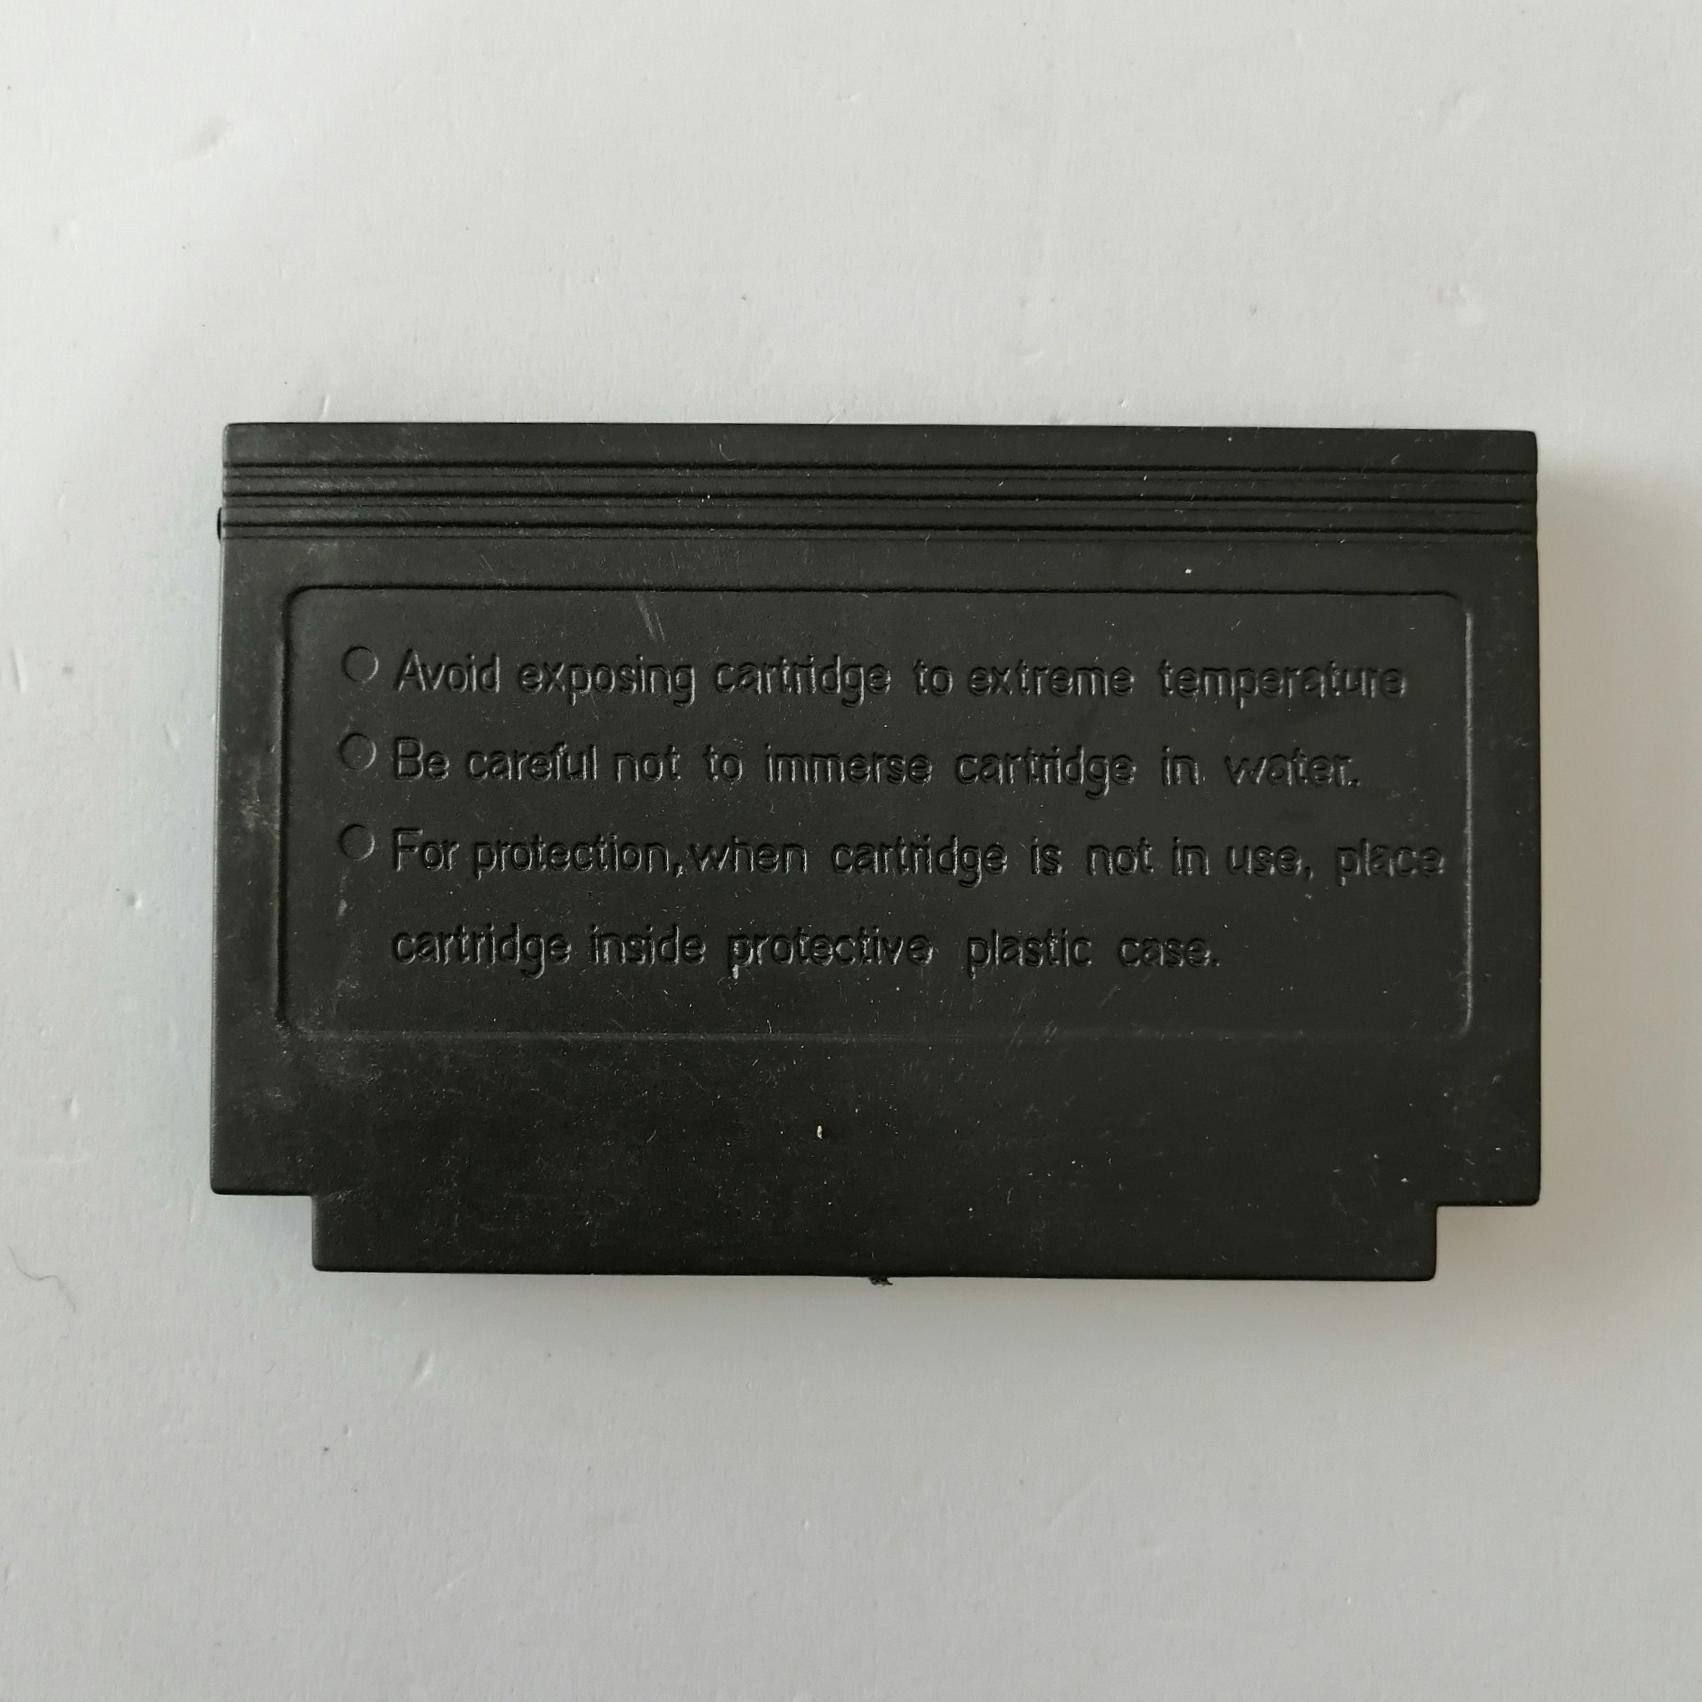 ○ Avoid exposing cartridge to extreme temperature
○ Be careful not to immerse cartridge in water.
○ For protection, when cartridge is not in use, place
cartridge inside protective plastic case.